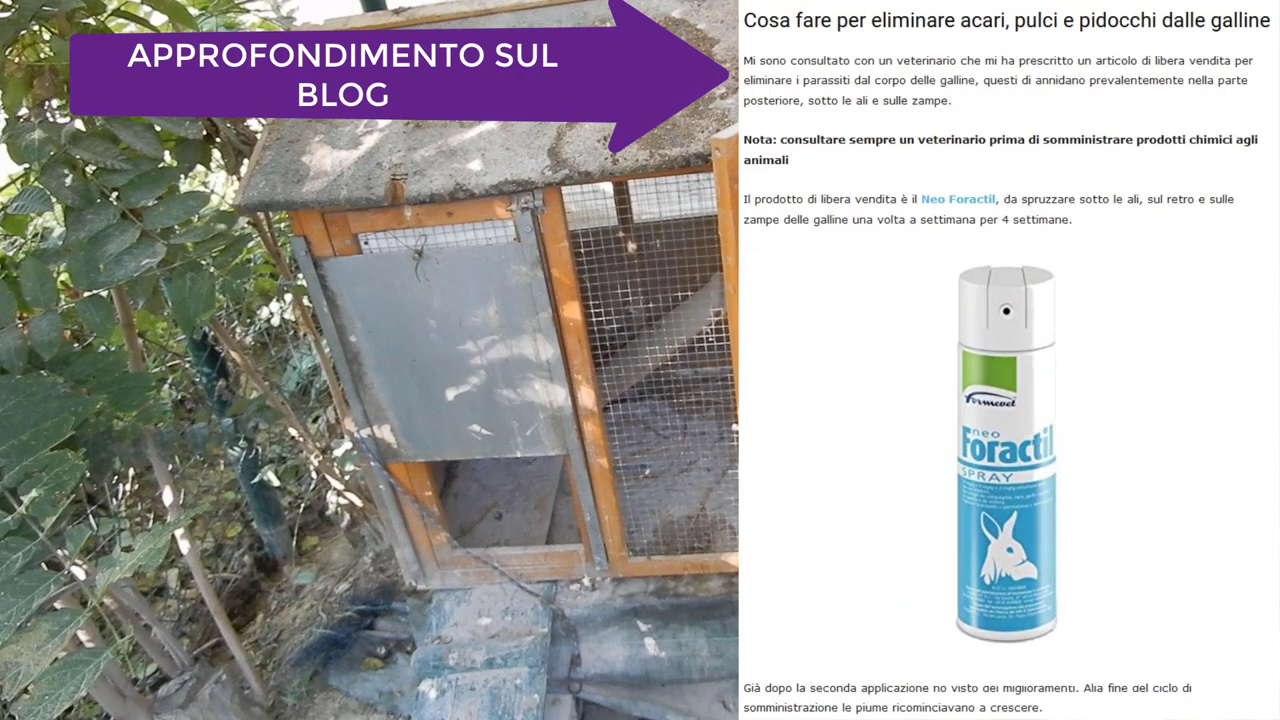 APPROFONDIMENTO SUL
BLOG
Cosa fare per eliminare acari, pulci e pidocchi dalle galline
Mi sono consultato con un veterinario che mi ha prescritto un articolo di libera vendita per
eliminare i parassiti dal corpo delle galline, questi di annidano prevalentemente nella parte
posteriore, sotto le ali e sulle zampe.
Nota: consultare sempre un veterinario prima di somministrare prodotti chimici agli
animali
Il prodotto di libera vendita è il Neo Foractil, da spruzzare sotto le ali, sul retro e sulle
zampe delle galline una volta a settimana per 4 settimane.
Formevet
neo
Foractil
SPRAY
Già dopo la seconda applicazione ho visto dei miglioramenti. Alla fine del ciclo di
somministrazione le piume ricominciavano a crescere.